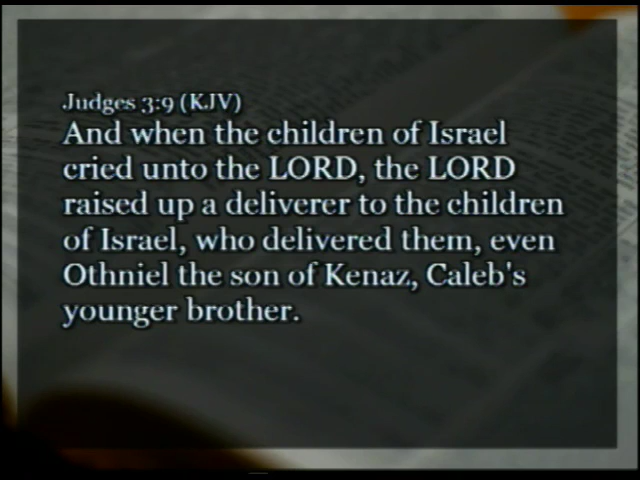 Judges 3:9 (KJV)
And when the children of Israel
cried unto the LORD, the LORD
raised up a deliverer to the children
of Israel, who delivered them, even
Othniel the son of Kenaz, Caleb's
younger brother.